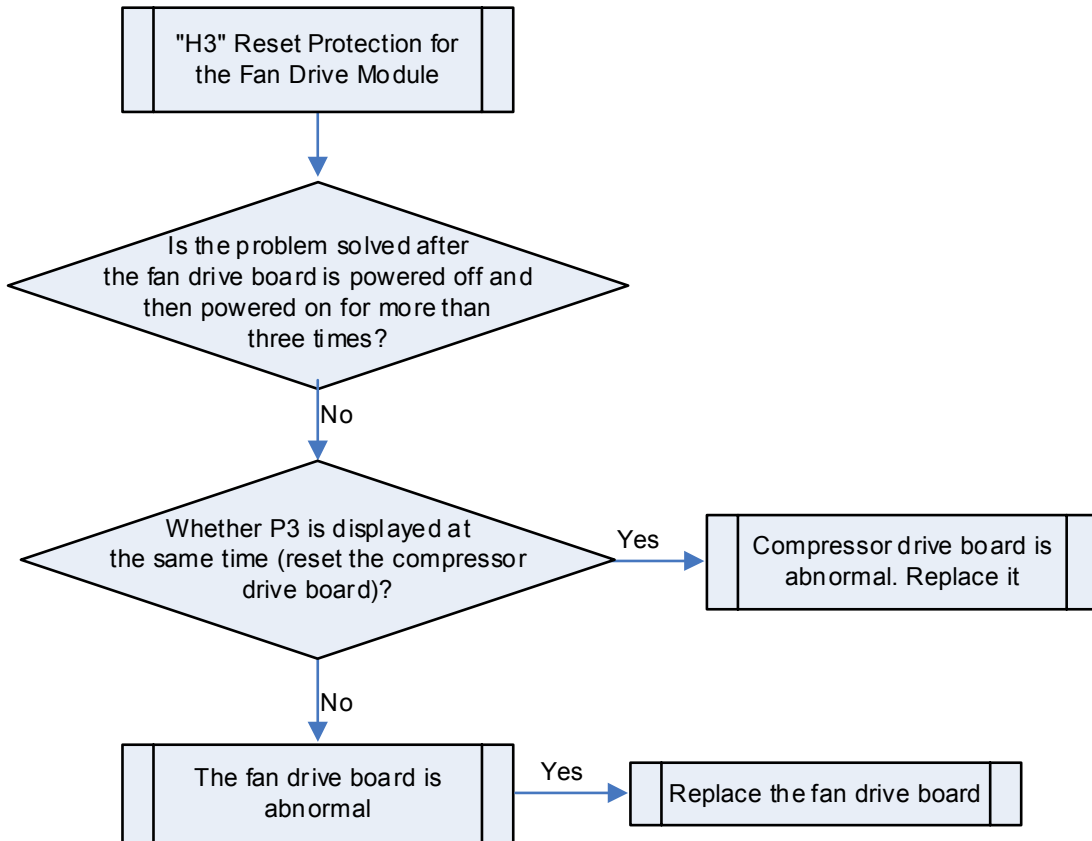 "H3" Reset Protection for
the Fan Drive Module
Is the problem solved after
the fan drive board is powered off and
then powered on for more than
three times?
No
Whether P3 is displayed at
the same time (reset the compressor
drive board)?
Yes
Compressor drive board is
abnormal. Replace it
No
The fan drive board is
abnormal
Yes
Replace the fan drive board